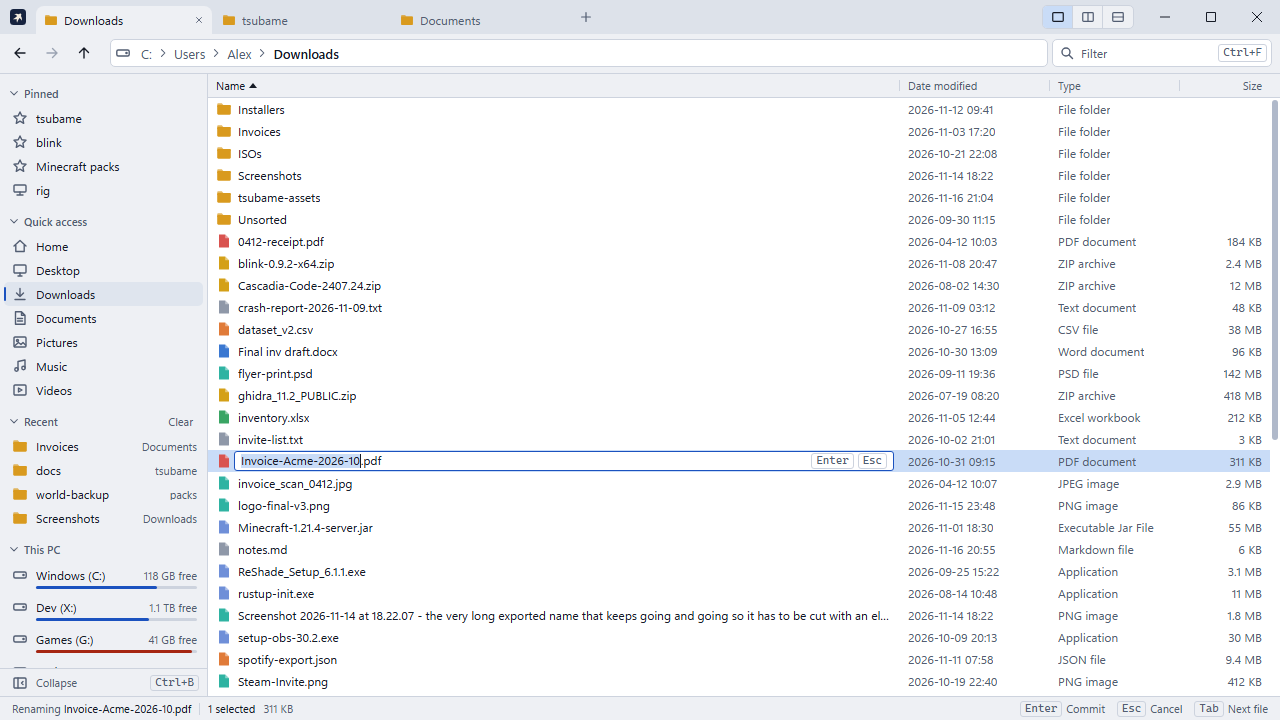 Downloads
tsubame
Documents
C: Users Alex Downloads
Filter Ctrl+F
Pinned
tsubame
blink
Minecraft packs
rig
Quick access
Home
Desktop
Downloads
Documents
Pictures
Music
Videos
Recent Clear
Invoices Documents
docs tsubame
world-backup packs
Screenshots Downloads
This PC
Windows (C:) 118 GB free
Dev (X:) 1.1 TB free
Games (G:) 41 GB free
Collapse Ctrl+B
Name Date modified Type Size
Installers 2026-11-12 09:41 File folder
Invoices 2026-11-03 17:20 File folder
ISOs 2026-10-21 22:08 File folder
Screenshots 2026-11-14 18:22 File folder
tsubame-assets 2026-11-16 21:04 File folder
Unsorted 2026-09-30 11:15 File folder
0412-receipt.pdf 2026-04-12 10:03 PDF document 184 KB
blink-0.9.2-x64.zip 2026-11-08 20:47 ZIP archive 2.4 MB
Cascadia-Code-2407.24.zip 2026-08-02 14:30 ZIP archive 12 MB
crash-report-2026-11-09.txt 2026-11-09 03:12 Text document 48 KB
dataset_v2.csv 2026-10-27 16:55 CSV file 38 MB
Final inv draft.docx 2026-10-30 13:09 Word document 96 KB
flyer-print.psd 2026-09-11 19:36 PSD file 142 MB
ghidra_11.2_PUBLIC.zip 2026-07-19 08:20 ZIP archive 418 MB
inventory.xlsx 2026-11-05 12:44 Excel workbook 212 KB
invite-list.txt 2026-10-02 21:01 Text document 3 KB
Invoice-Acme-2026-10.pdf Enter Esc 2026-10-31 09:15 PDF document 311 KB
invoice_scan_0412.jpg 2026-04-12 10:07 JPEG image 2.9 MB
logo-final-v3.png 2026-11-15 23:48 PNG image 86 KB
Minecraft-1.21.4-server.jar 2026-11-01 18:30 Executable Jar File 55 MB
notes.md 2026-11-16 20:55 Markdown file 6 KB
ReShade_Setup_6.1.1.exe 2026-09-25 15:22 Application 3.1 MB
rustup-init.exe 2026-08-14 10:48 Application 11 MB
Screenshot 2026-11-14 at 18.22.07 - the very long exported name that keeps going and going so it has to be cut with an el... 2026-11-14 18:22 PNG image 1.8 MB
setup-obs-30.2.exe 2026-10-09 20:13 Application 30 MB
spotify-export.json 2026-11-11 07:58 JSON file 9.4 MB
Steam-Invite.png 2026-10-19 22:40 PNG image 412 KB
Renaming Invoice-Acme-2026-10.pdf 1 selected 311 KB Enter Commit Esc Cancel Tab Next file